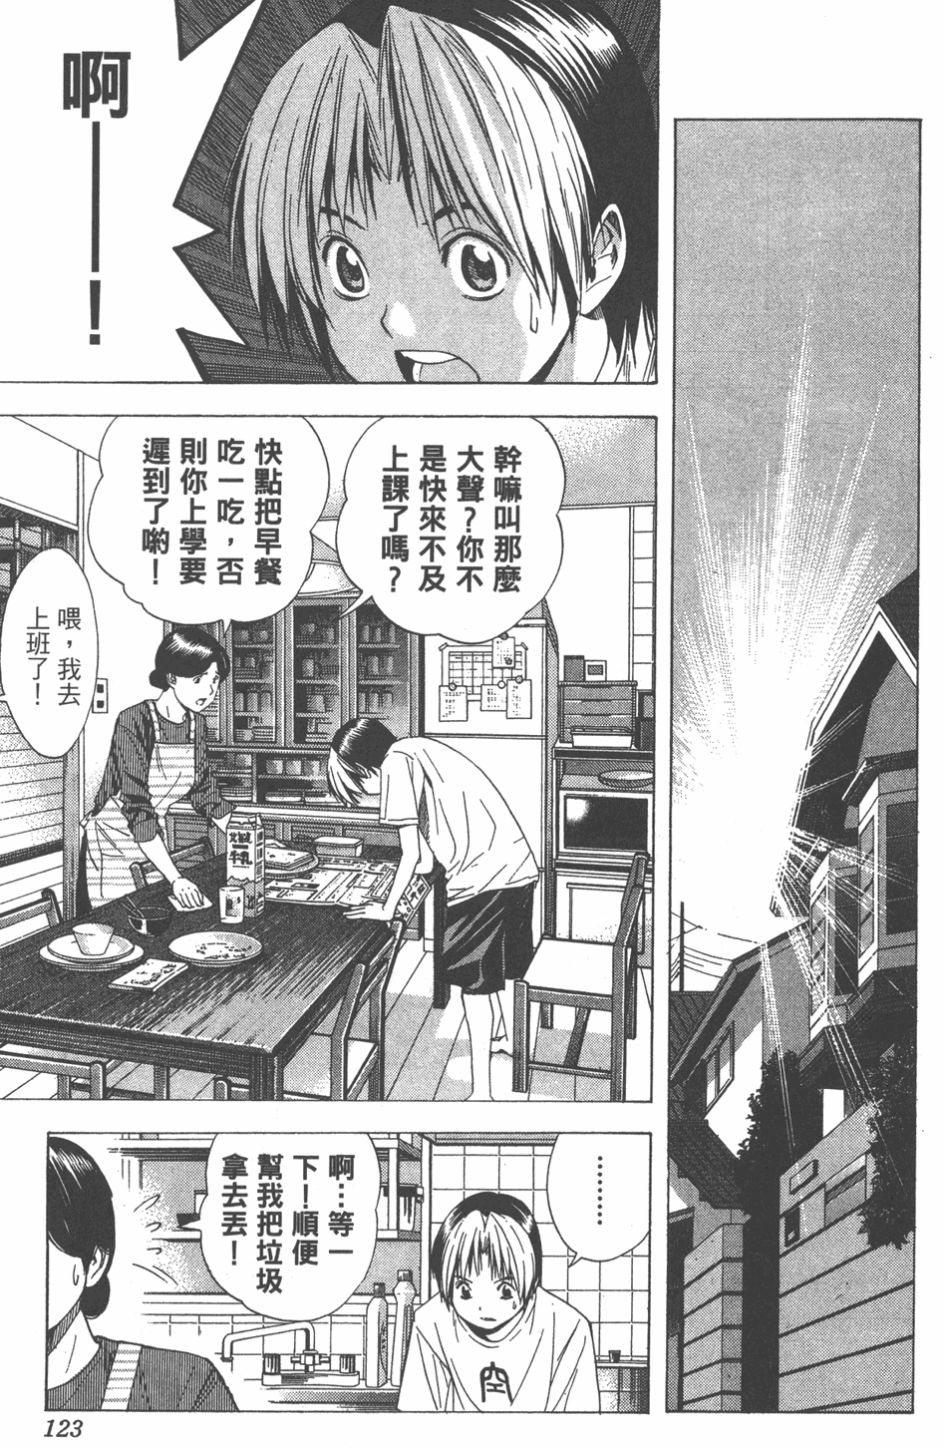 啊——！
幹嘛叫那麼
大聲？你不
是快來不及
上課了嗎？
快點把早餐
吃一吃，否
則你上學要
遲到了喲！
喂，我去
上班了！
牛乳
………
空
啊…等一
下！順便
幫我把垃圾
拿去丟！
123